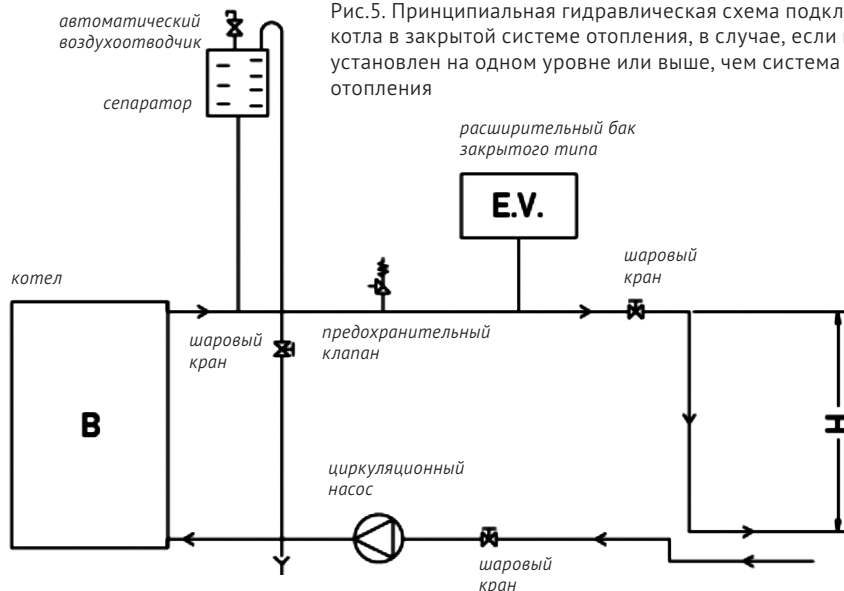 Рис.5. Принципиальная гидравлическая схема
котла в закрытой системе отопления, в случае, если
установлен на одном уровне или выше, чем система
отопления
автоматический
воздухоотводчик
сепаратор
расширительный бак
закрытого типа
E.V.
шаровый
кран
котел
шаровый
кран
предохранительный
клапан
B
H
циркуляционный
насос
шаровый
кран